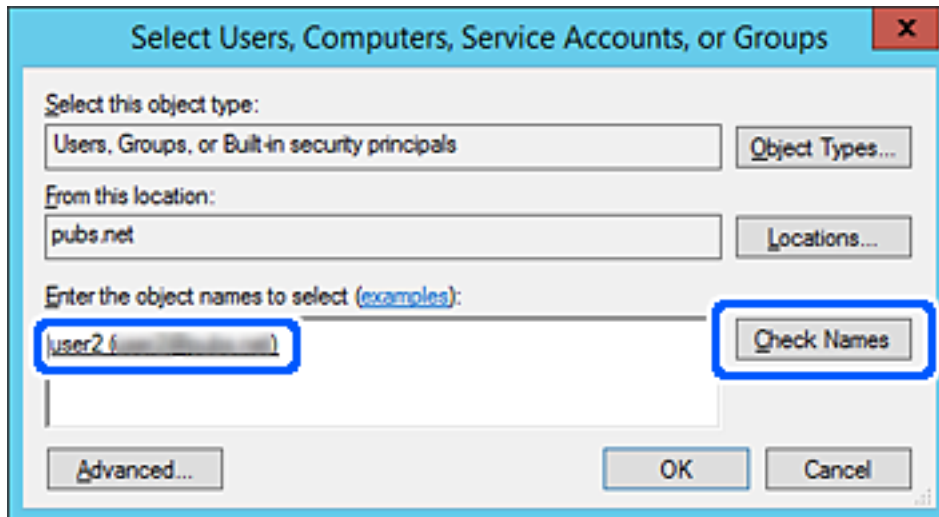 Select Users, Computers, Service Accounts, or Groups
x
Select this object type:
Users, Groups, or Built-in security principals
Object Types...
From this location:
pubs.net
Locations...
Enter the object names to select (examples):
user2 (
Check Names
Advanced...
OK
Cancel